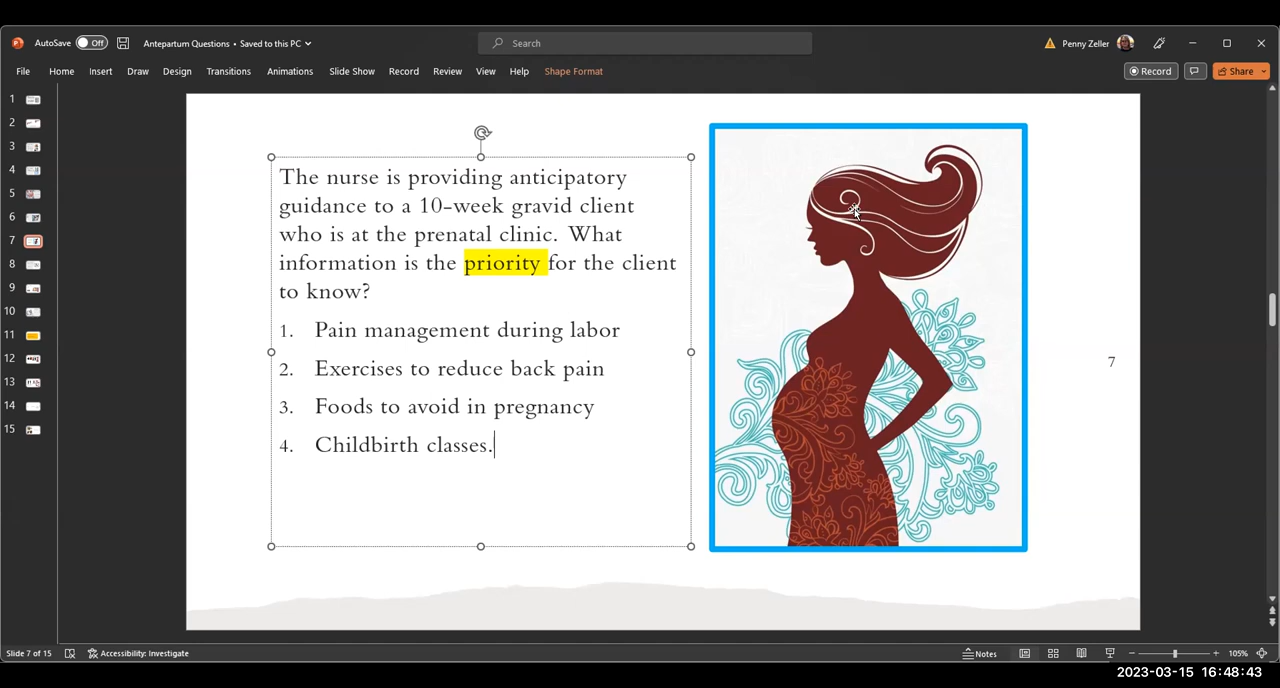 AutoSave Off Antepartum Questions • Saved to this PC Search Penny Zeller
File Home Insert Draw Design Transitions Animations Slide Show Record Review View Help Shape Format Record Share
1
2
3
4
5
6
7
8
9
10
11
12
13
14
15
The nurse is providing anticipatory
guidance to a 10-week gravid client
who is at the prenatal clinic. What
information is the priority for the client
to know?
1. Pain management during labor
2. Exercises to reduce back pain
3. Foods to avoid in pregnancy
4. Childbirth classes.
7
Slide 7 of 15 Accessibility: Investigate Notes 105%
2023-03-15 16:48:43